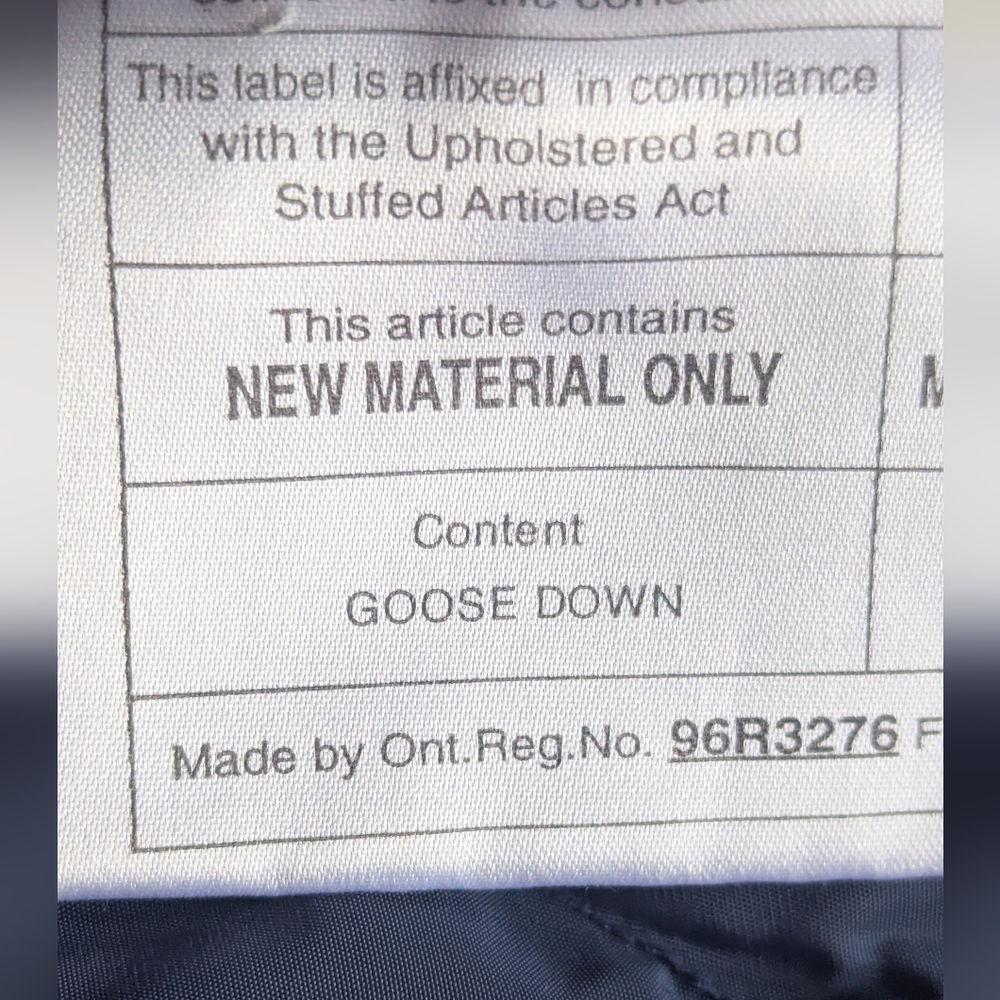 This label is affixed in compliance
with the Upholstered and
Stuffed Articles Act
This article contains
NEW MATERIAL ONLY
Content
GOOSE DOWN
Made by Ont.Reg.No. 96R3276 F